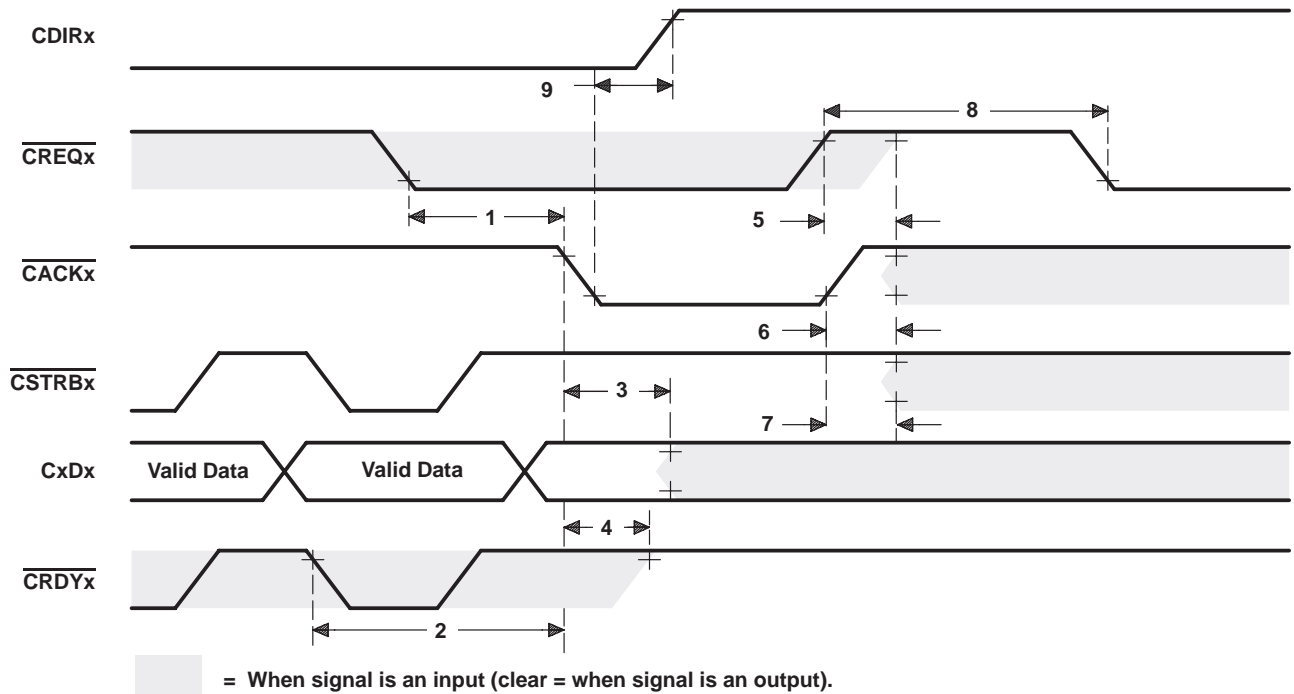 CDIRx
9
8
CREQx
1
5
CACKx
6
CSTRBx
3
7
CxDx
Valid Data
Valid Data
4
CRDYx
2
= When signal is an input (clear = when signal is an output).